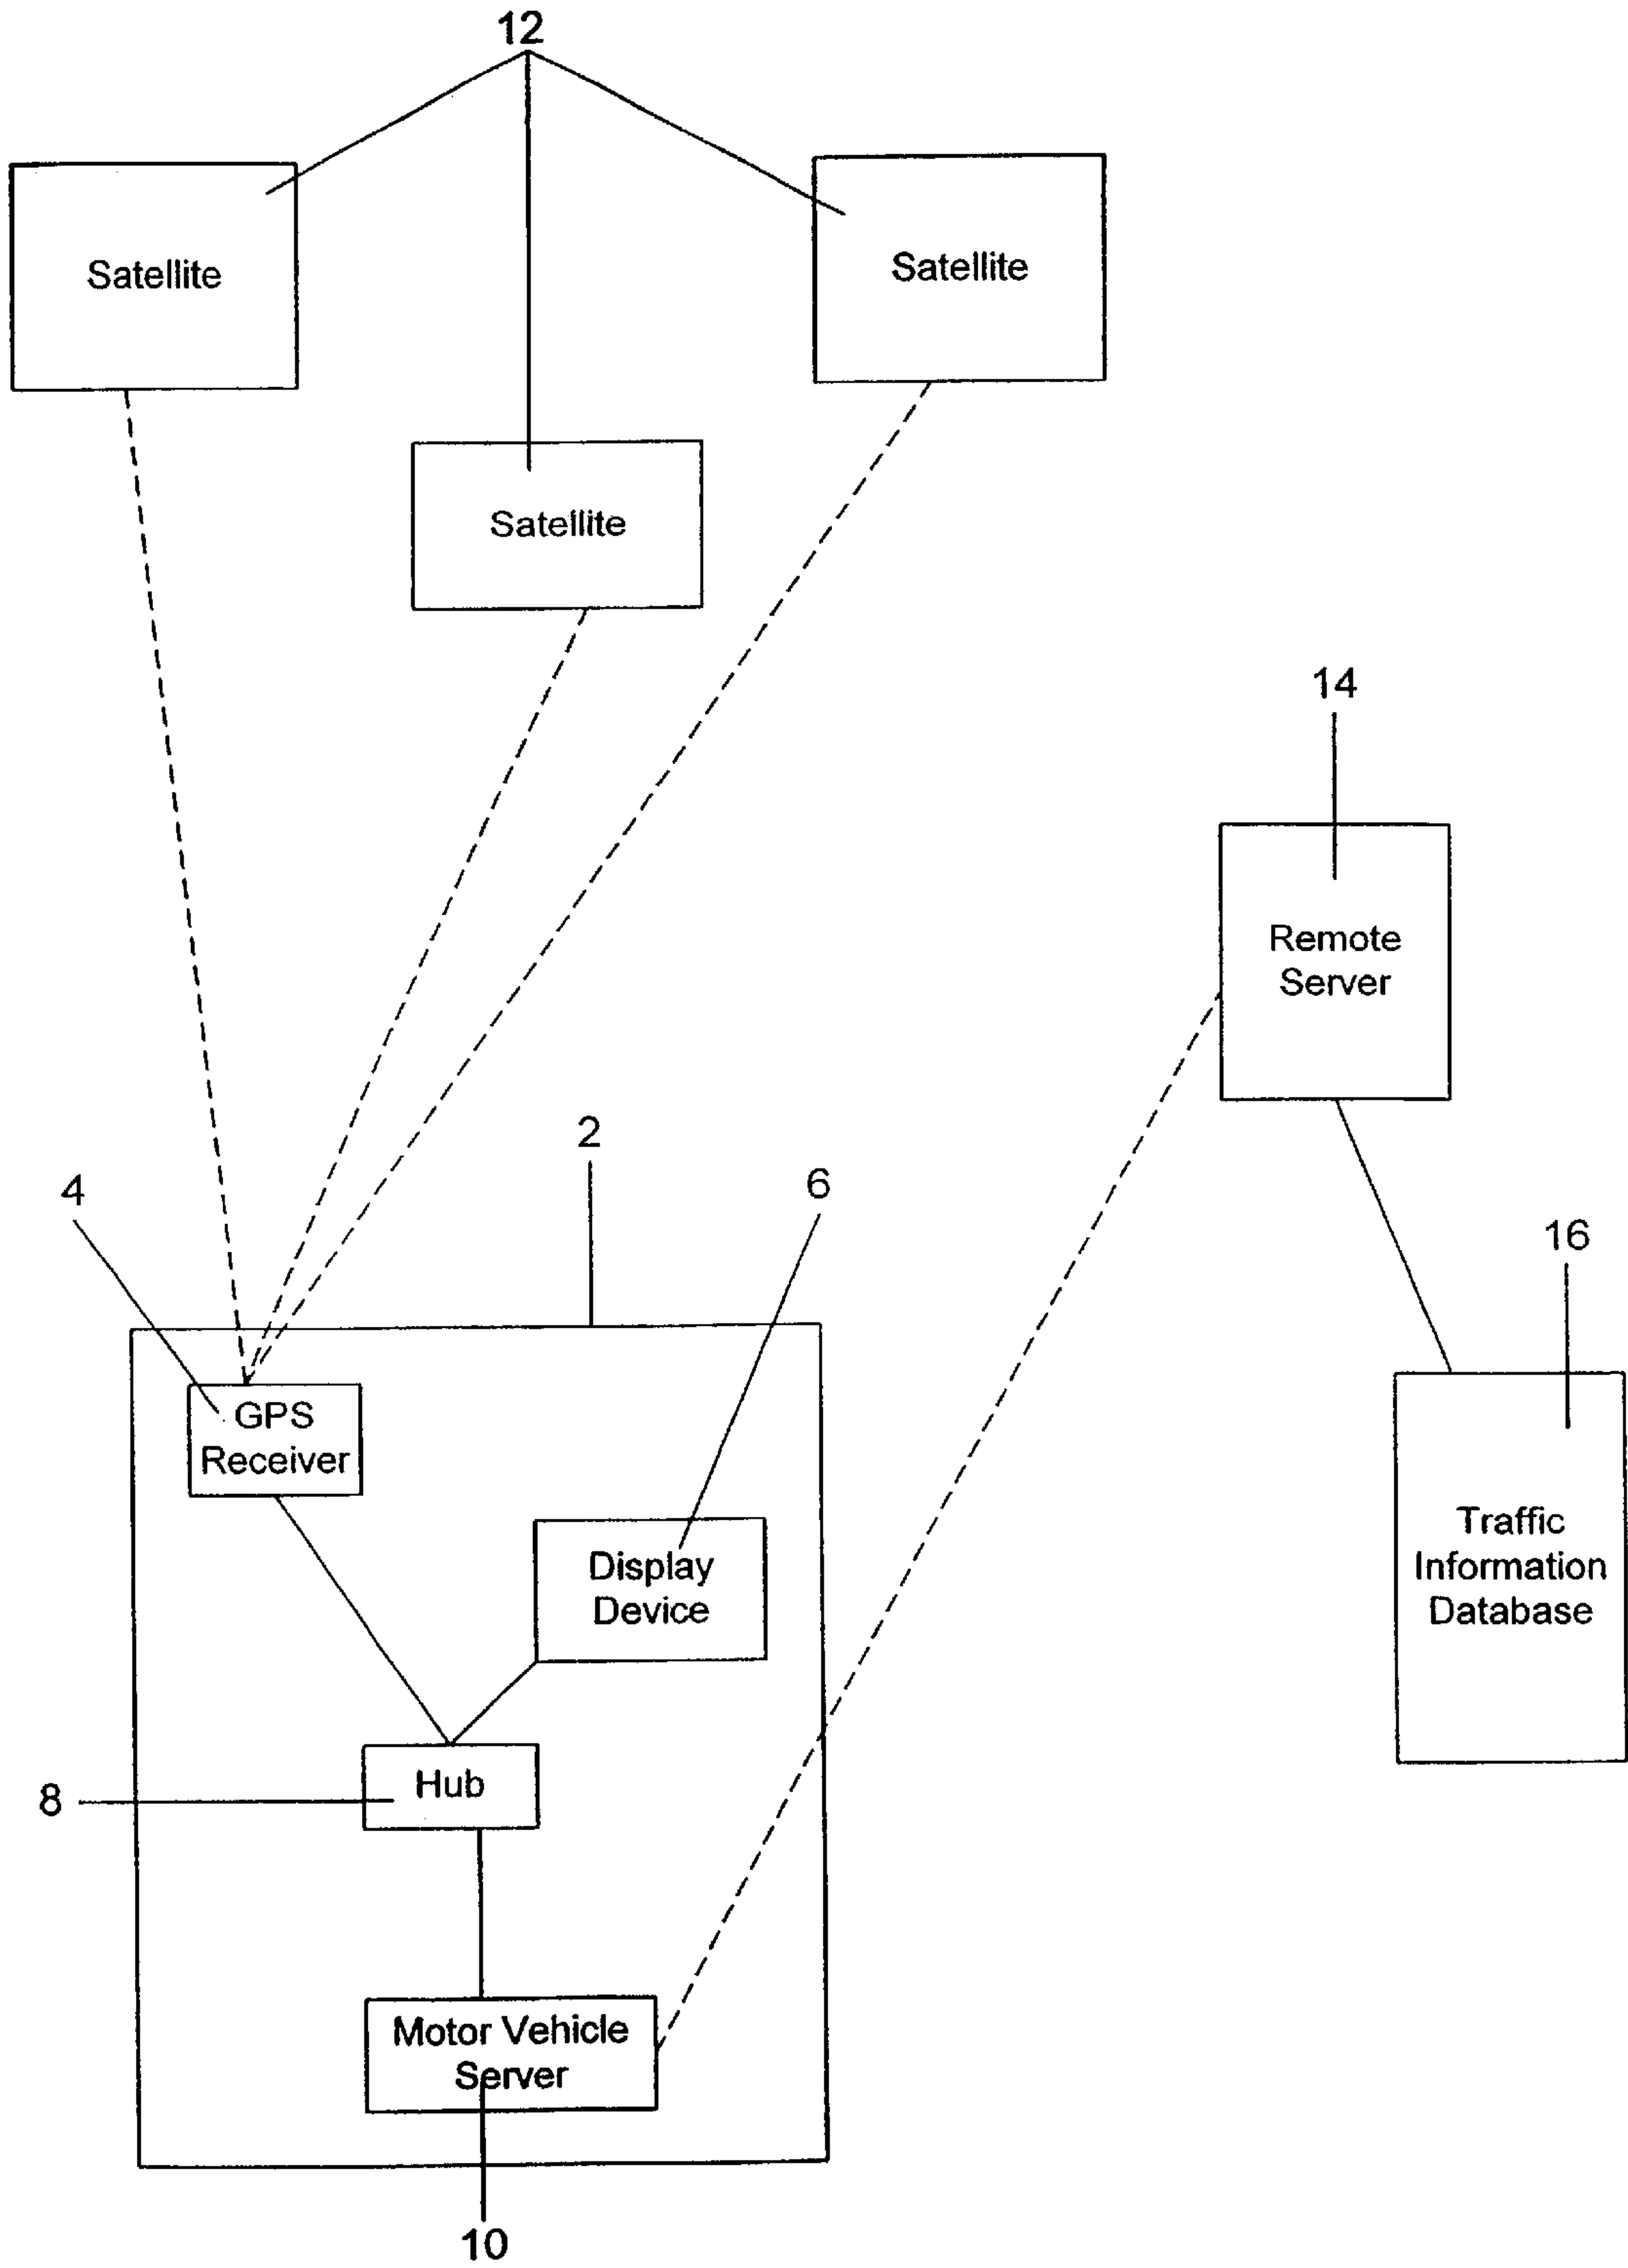 12
Satellite
Satellite
Satellite
14
Remote
Server
2
4
6
16
GPS
Receiver
Display
Device
Traffic
Information
Database
Hub
8
Motor Vehicle
Server
10